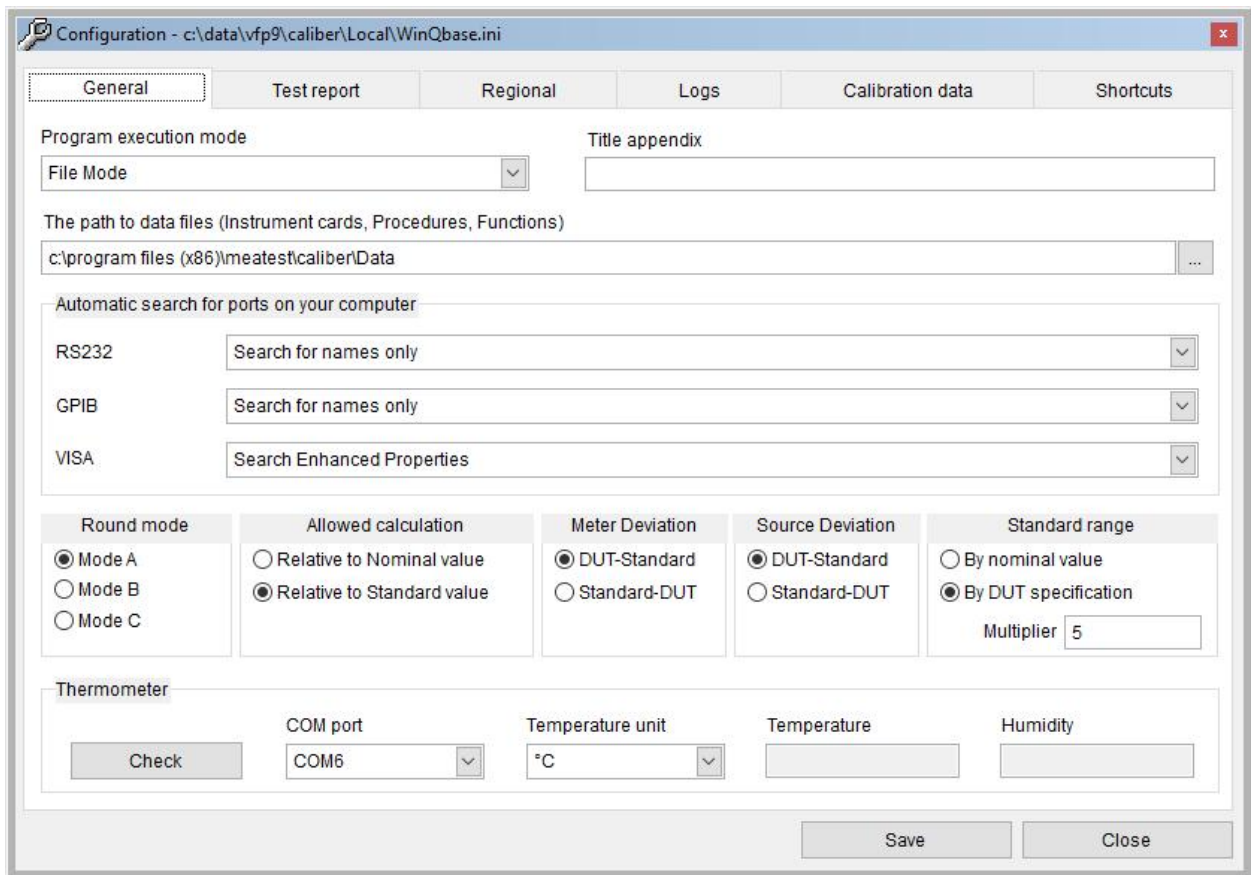 Configuration - c:\data\vfp9\caliber\Local\WinQbase.ini
x
General Test report Regional Logs Calibration data Shortcuts
Program execution mode Title appendix
File Mode
The path to data files (Instrument cards, Procedures, Functions)
c:\program files (x86)\meatest\caliber\Data ...
Automatic search for ports on your computer
RS232 Search for names only
GPIB Search for names only
VISA Search Enhanced Properties
Round mode Allowed calculation Meter Deviation Source Deviation Standard range
Mode A Relative to Nominal value DUT-Standard DUT-Standard By nominal value
Mode B Relative to Standard value Standard-DUT Standard-DUT By DUT specification
Mode C Multiplier 5
Thermometer
COM port Temperature unit Temperature Humidity
Check COM6 °C
Save Close